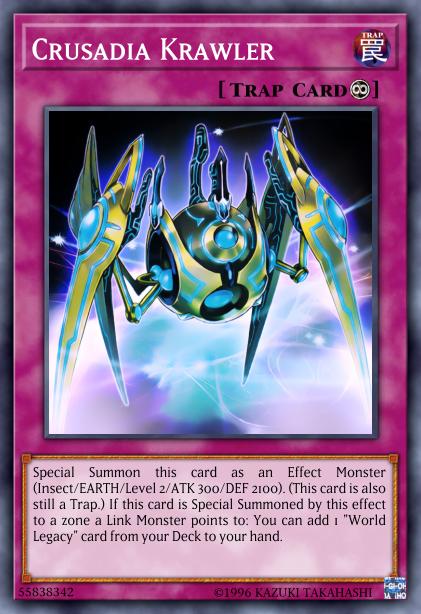 CRUSADIA KRAWLER
TRAP
罠
[TRAP CARD∞]
Special Summon this card as an Effect Monster
(Insect/EARTH/Level 2/ATK 300/DEF 2100). (This card is also
still a Trap.) If this card is Special Summoned by this effect
to a zone a Link Monster points to: You can add 1 "World
Legacy" card from your Deck to your hand.
55838342
©1996 KAZUKI TAKAHASHI